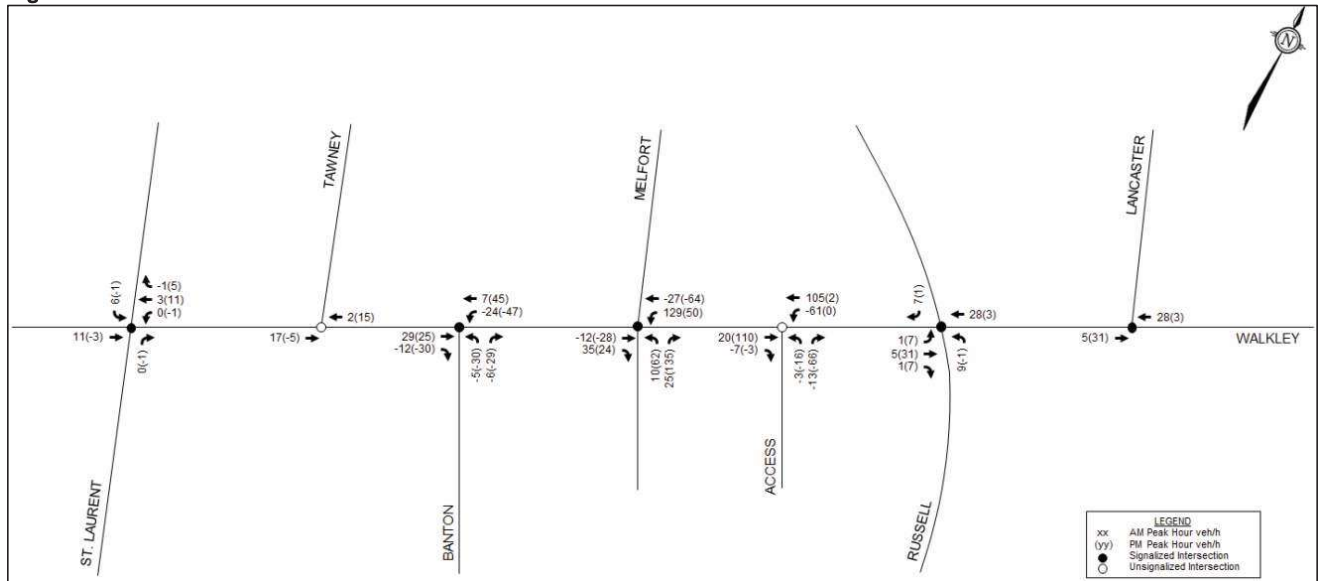 N
TAWNEY
MELFORT
LANCASTER
6(-1)
-1(5)
3(11)
0(-1)
11(-3)
0(-1)
2(15)
17(-5)
7(45)
-24(-47)
29(25)
-12(-30)
-5(-30)
-6(-29)
-27(-64)
129(50)
-12(-28)
35(24)
10(62)
25(135)
105(2)
-61(0)
20(110)
-7(-3)
-3(-16)
-13(-66)
7(1)
28(3)
1(7)
5(31)
1(7)
9(-1)
28(3)
5(31)
WALKLEY
ST. LAURENT
BANTON
ACCESS
RUSSELL
LEGEND
xx AM Peak Hour veh/h
(yy) PM Peak Hour veh/h
Signalized Intersection
Unsignalized Intersection